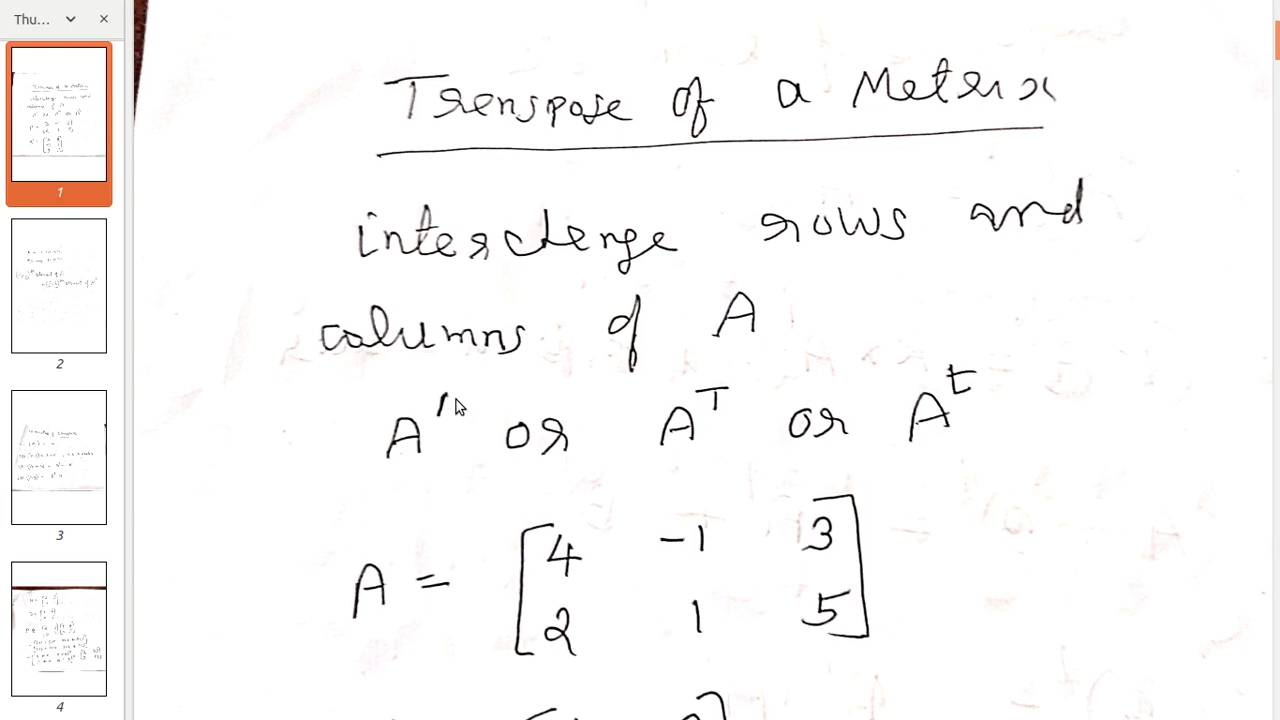 Thu...
1
2
3
4
Transpose of a Matrix
interchange rows and
columns of A
A' or A^T or A^t
A = [4 -1 3
2 1 5]